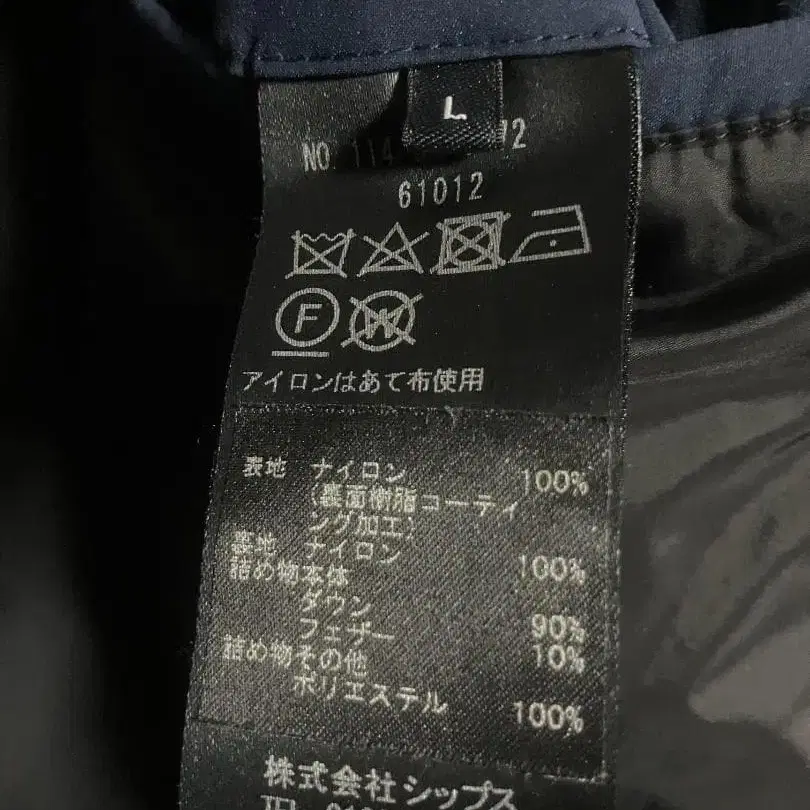 L
NO. 114 72
61012
F W
アイロンはあて布使用
表地 ナイロン 100%
(裏面樹脂コーティ
ング加工)
裏地 ナイロン 100%
詰め物本体
ダウン 90%
フェザー 10%
詰め物その他
ポリエステル 100%
株式会社シップス